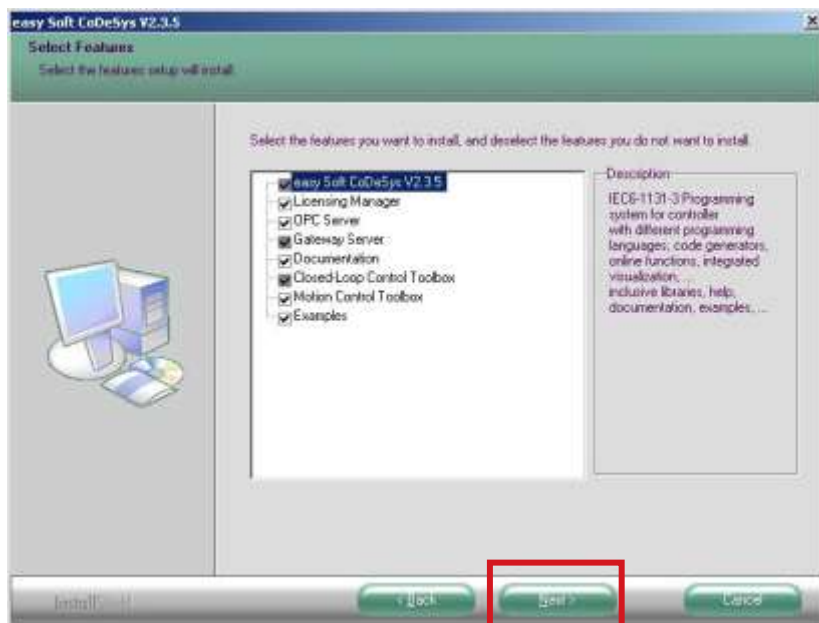 easy Soft CoDeSys V2.3.5
Select Features
Select the features setup will install.
Select the features you want to install, and deselect the features you do not want to install.
easy Soft CoDeSys V2.3.5
Licensing Manager
OPC Server
Gateway Server
Documentation
Closed-Loop Control Toolbox
Motion Control Toolbox
Examples
Description
IEC6-1131-3 Programming
system for controller
with different programming
languages, code generators,
online functions, integrated
visualization, ...
inclusive libraries, help,
documentation, examples, ...
< Back
Next >
Cancel